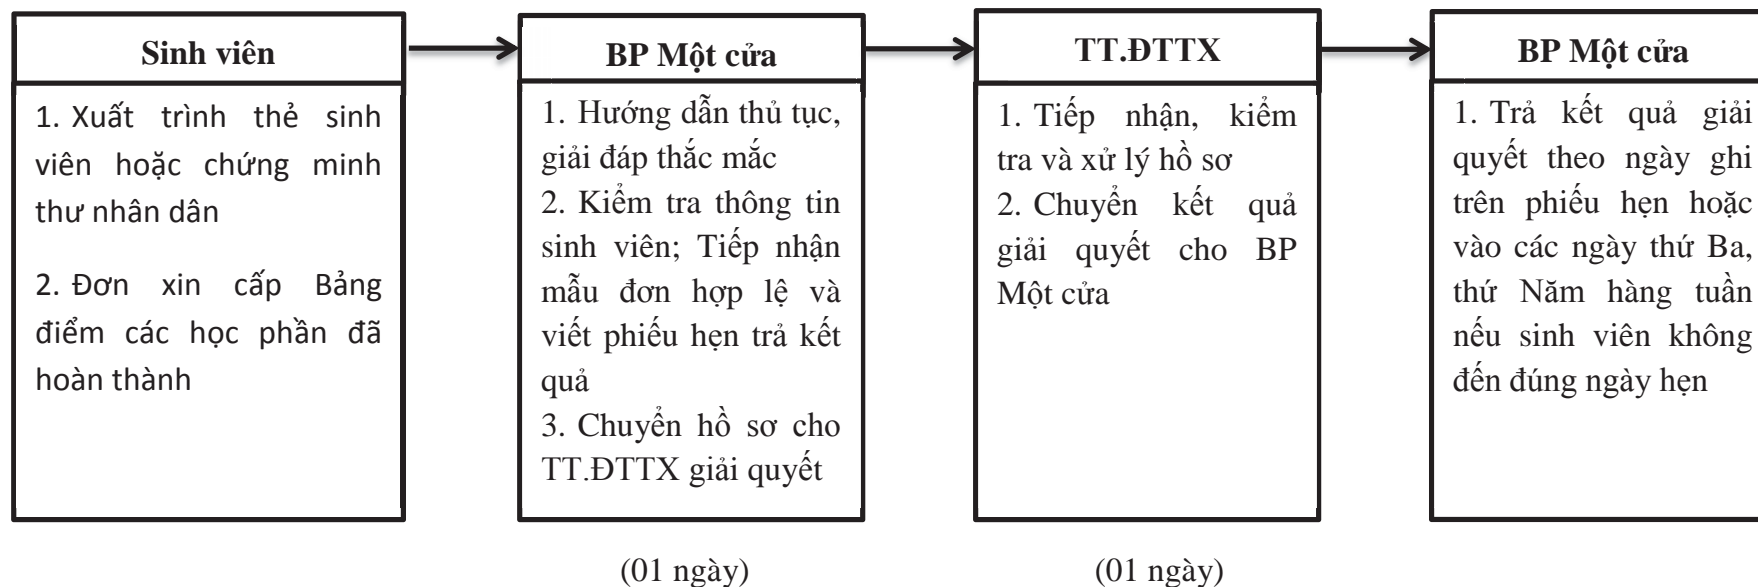 Sinh viên
1. Xuất trình thẻ sinh
viên hoặc chứng minh
thư nhân dân
2. Đơn xin cấp Bảng
điểm các học phần đã
hoàn thành
BP Một cửa
1. Hướng dẫn thủ tục,
giải đáp thắc mắc
2. Kiểm tra thông tin
sinh viên; Tiếp nhận
mẫu đơn hợp lệ và
viết phiếu hẹn trả kết
quả
3. Chuyển hồ sơ cho
TT.ĐTTX giải quyết
(01 ngày)
TT.ĐTTX
1. Tiếp nhận, kiểm
tra và xử lý hồ sơ
2. Chuyển kết quả
giải quyết cho BP
Một cửa
(01 ngày)
BP Một cửa
1. Trả kết quả giải
quyết theo ngày ghi
trên phiếu hẹn hoặc
vào các ngày thứ Ba,
thứ Năm hàng tuần
nếu sinh viên không
đến đúng ngày hẹn